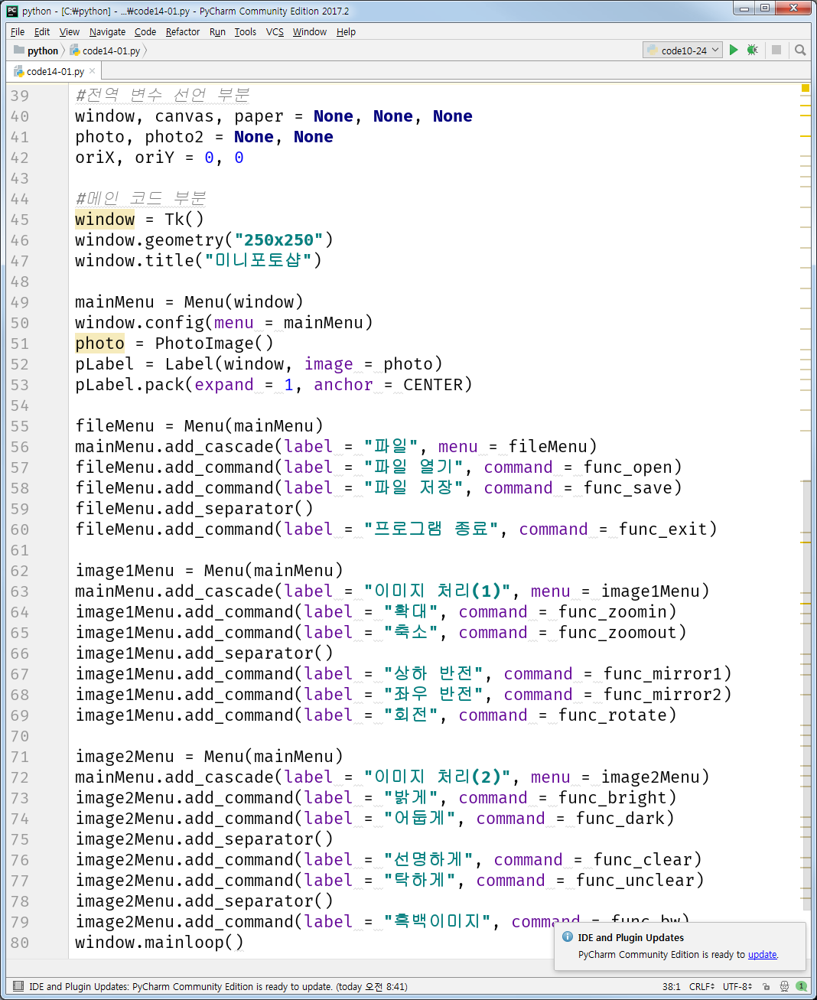 python - [C:₩python] - ...₩code14-01.py - PyCharm Community Edition 2017.2
File Edit View Navigate Code Refactor Run Tools VCS Window Help
python code14-01.py code10-24
code14-01.py
39 #전역 변수 선언 부분
40 window, canvas, paper = None, None, None
41 photo, photo2 = None, None
42 oriX, oriY = 0, 0
43
44 #메인 코드 부분
45 window = Tk()
46 window.geometry("250x250")
47 window.title("미니포토샵")
48
49 mainMenu = Menu(window)
50 window.config(menu = mainMenu)
51 photo = PhotoImage()
52 pLabel = Label(window, image = photo)
53 pLabel.pack(expand = 1, anchor = CENTER)
54
55 fileMenu = Menu(mainMenu)
56 mainMenu.add_cascade(label = "파일", menu = fileMenu)
57 fileMenu.add_command(label = "파일 열기", command = func_open)
58 fileMenu.add_command(label = "파일 저장", command = func_save)
59 fileMenu.add_separator()
60 fileMenu.add_command(label = "프로그램 종료", command = func_exit)
61
62 image1Menu = Menu(mainMenu)
63 mainMenu.add_cascade(label = "이미지 처리(1)", menu = image1Menu)
64 image1Menu.add_command(label = "확대", command = func_zoomin)
65 image1Menu.add_command(label = "축소", command = func_zoomout)
66 image1Menu.add_separator()
67 image1Menu.add_command(label = "상하 반전", command = func_mirror1)
68 image1Menu.add_command(label = "좌우 반전", command = func_mirror2)
69 image1Menu.add_command(label = "회전", command = func_rotate)
70
71 image2Menu = Menu(mainMenu)
72 mainMenu.add_cascade(label = "이미지 처리(2)", menu = image2Menu)
73 image2Menu.add_command(label = "밝게", command = func_bright)
74 image2Menu.add_command(label = "어둡게", command = func_dark)
75 image2Menu.add_separator()
76 image2Menu.add_command(label = "선명하게", command = func_clear)
77 image2Menu.add_command(label = "탁하게", command = func_unclear)
78 image2Menu.add_separator()
79 image2Menu.add_command(label = "흑백이미지", command = func_bw)
80 window.mainloop()
IDE and Plugin Updates
PyCharm Community Edition is ready to update.
IDE and Plugin Updates: PyCharm Community Edition is ready to update. (today 오전 8:41) 38:1 CRLF UTF-8 1